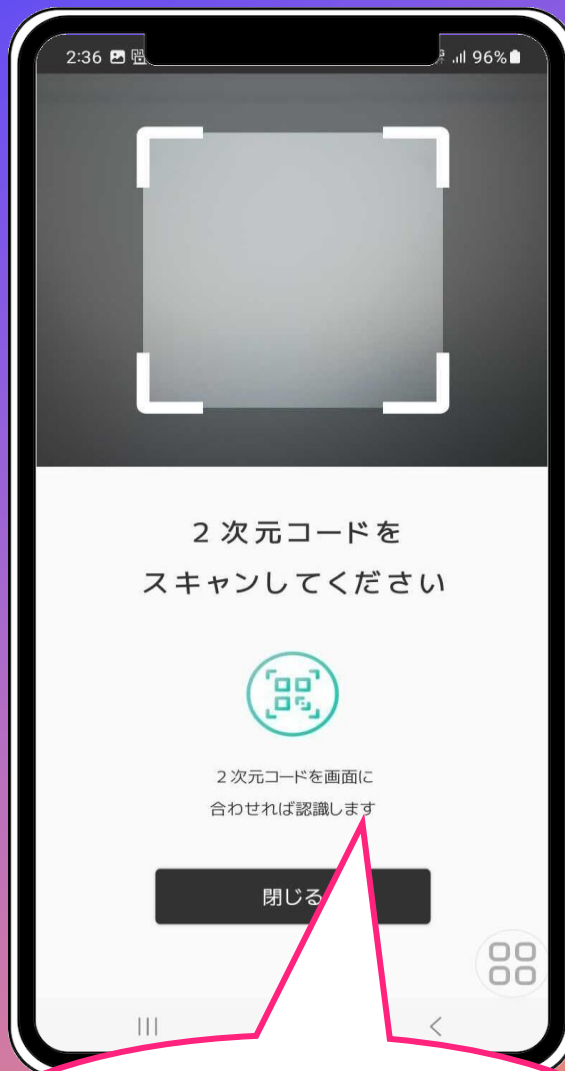 2:36
96%
2次元コードを
スキャンしてください
2次元コードを画面に
合わせれば認識します
閉じる